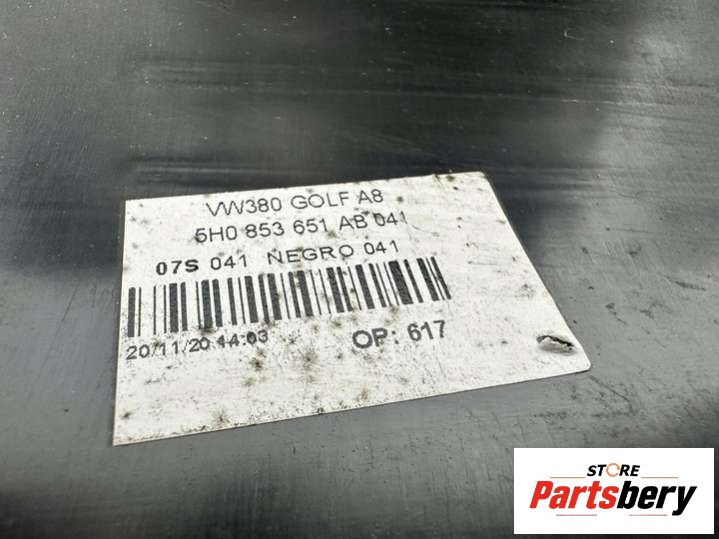 VW380 GOLF A8
5H0 853 651 AB 041
07S 041 NEGRO 041
20/11/20 14:03
OP: 617
STORE
Partsbery